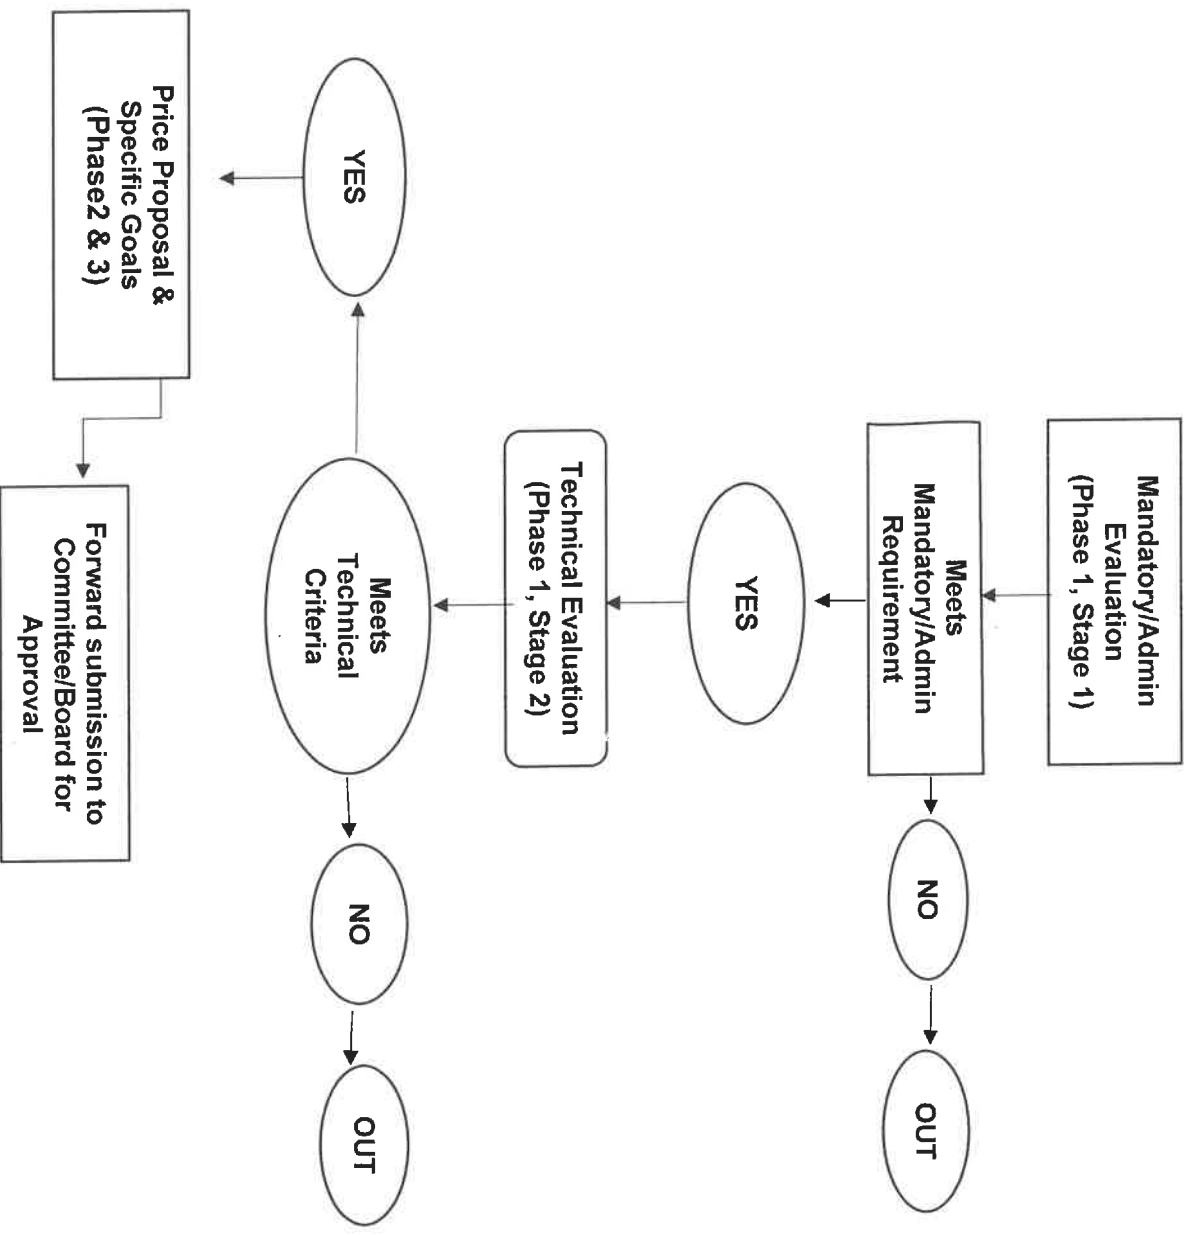 Mandatory/Admin
Evaluation
(Phase 1, Stage 1)
Meets
Mandatory/Admin
Requirement
NO
OUT
YES
Technical Evaluation
(Phase 1, Stage 2)
Meets
Technical
Criteria
NO
OUT
YES
Price Proposal &
Specific Goals
(Phase2 & 3)
Forward submission to
Committee/Board for
Approval